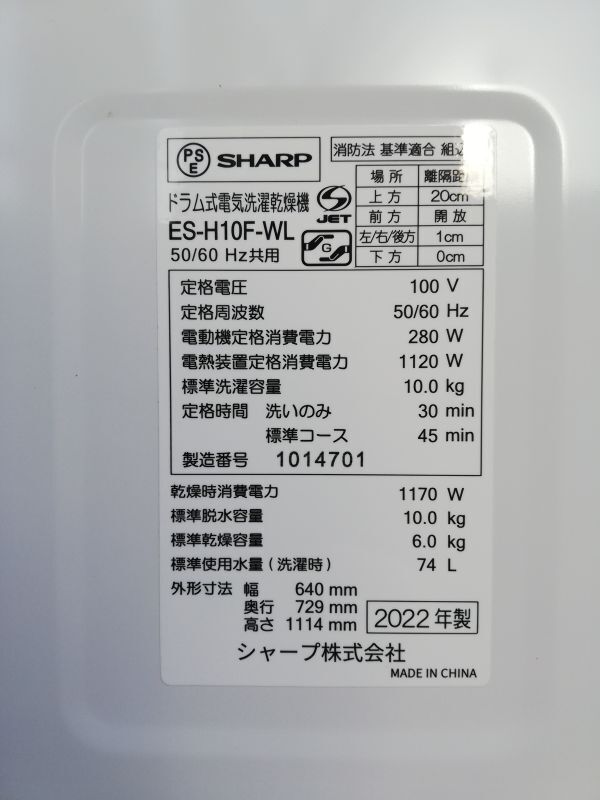 PS E SHARP
消防法 基準適合 組込
場所 離隔距
上方 20cm
前方 開放
左/右/後方 1cm
下方 0cm
ドラム式電気洗濯乾燥機
S JET
ES-H10F-WL
G
50/60 Hz共用
定格電圧 100 V
定格周波数 50/60 Hz
電動機定格消費電力 280 W
電熱装置定格消費電力 1120 W
標準洗濯容量 10.0 kg
定格時間 洗いのみ 30 min
標準コース 45 min
製造番号 1014701
乾燥時消費電力 1170 W
標準脱水容量 10.0 kg
標準乾燥容量 6.0 kg
標準使用水量(洗濯時) 74 L
外形寸法 幅 640 mm
奥行 729 mm
高さ 1114 mm
2022 年製
シャープ株式会社
MADE IN CHINA